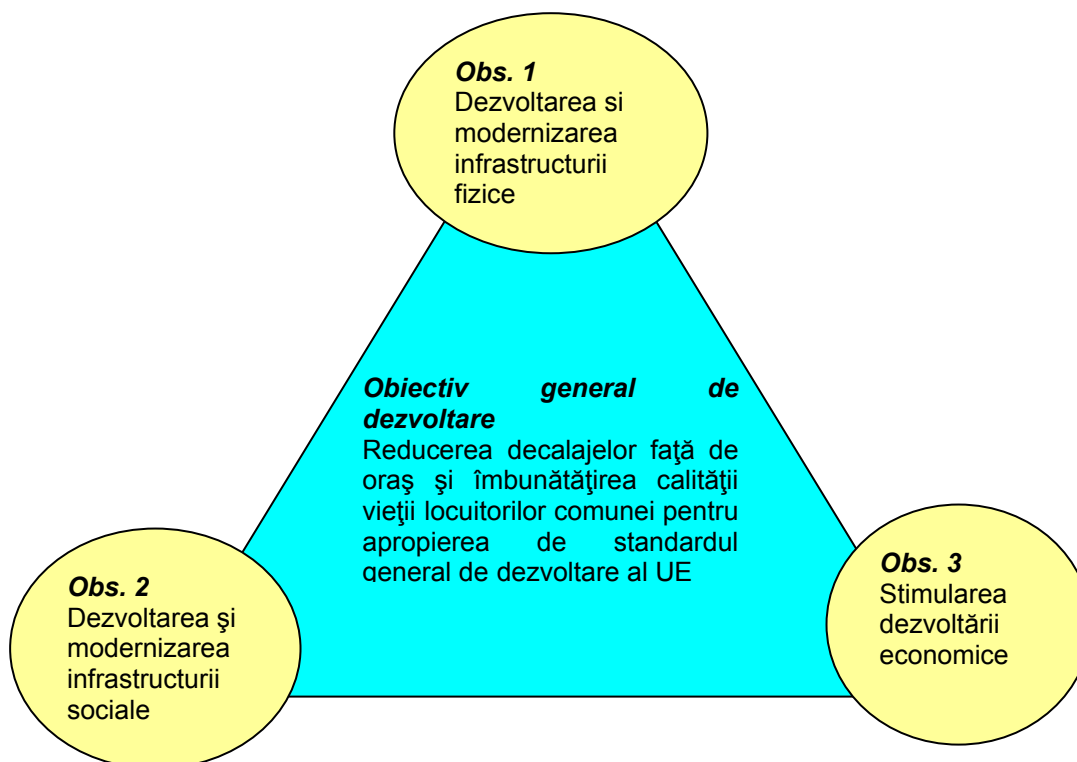 Obs. 1
Dezvoltarea si
modernizarea
infrastructurii
fizice
Obiectiv general de
dezvoltare
Reducerea decalajelor faţă de
oraş şi îmbunătăţirea calităţii
vieţii locuitorilor comunei pentru
apropierea de standardul
general de dezvoltare al UE
Obs. 2
Dezvoltarea şi
modernizarea
infrastructurii
sociale
Obs. 3
Stimularea
dezvoltării
economice